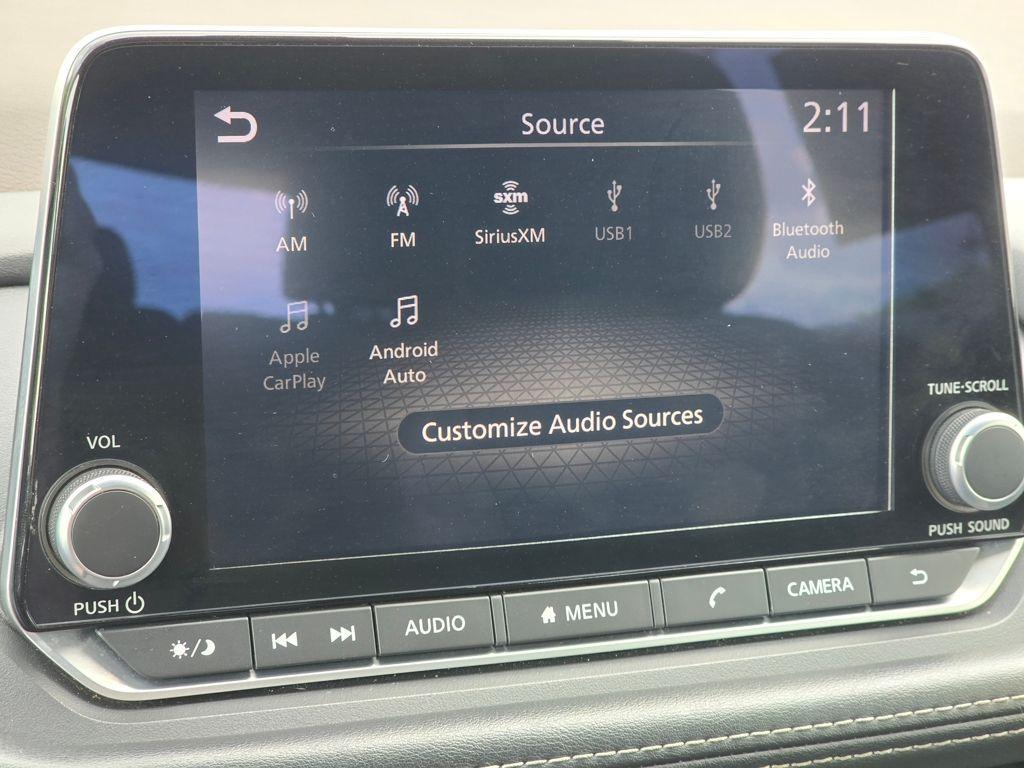 Source
2:11
AM
FM
sxm
SiriusXM
USB1
USB2
Bluetooth
Audio
Apple
CarPlay
Android
Auto
Customize Audio Sources
VOL
PUSH
TUNE·SCROLL
PUSH SOUND
AUDIO
MENU
CAMERA